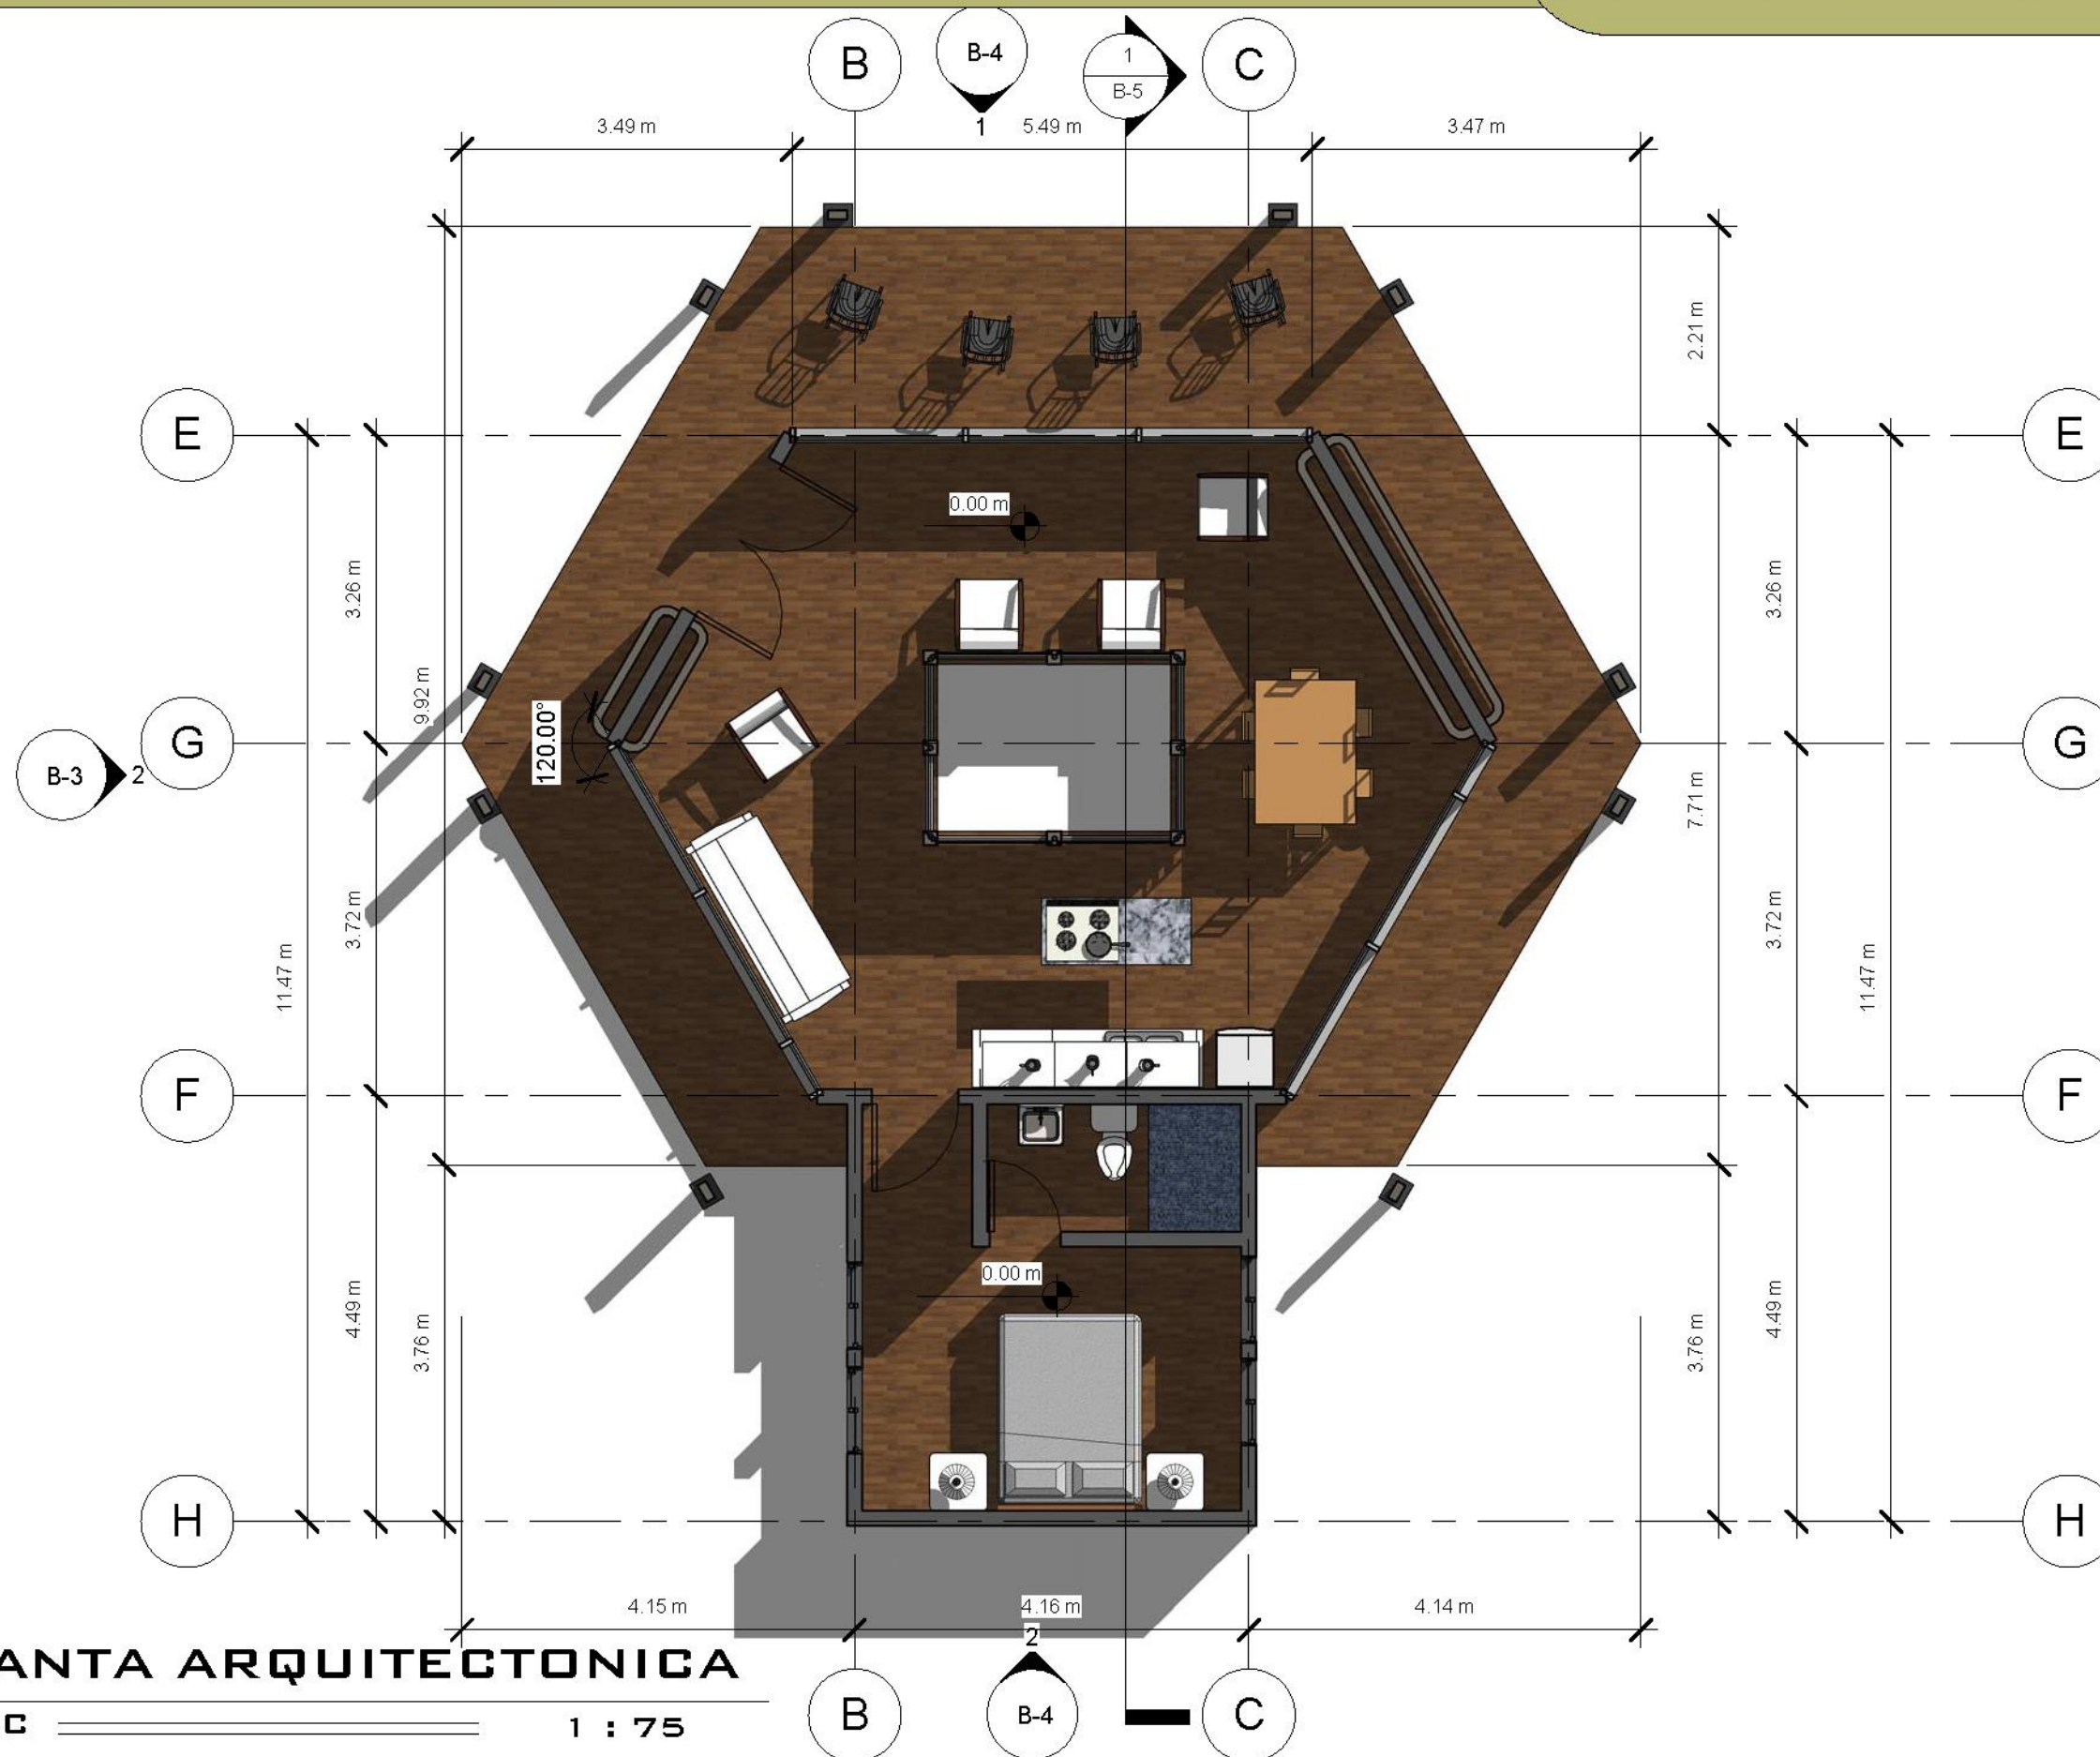 B
B-4
1
1
B-5
C
3.49 m
5.49 m
3.47 m
2.21 m
E
E
0.00 m
3.26 m
3.26 m
9.92 m
120.00°
G
G
B-3
2
7.71 m
3.72 m
3.72 m
11.47 m
11.47 m
F
F
0.00 m
4.49 m
4.49 m
3.76 m
3.76 m
H
H
4.15 m
4.16 m
4.14 m
2
ANTA ARQUITECTONICA
B
B-4
C
C
1 : 75